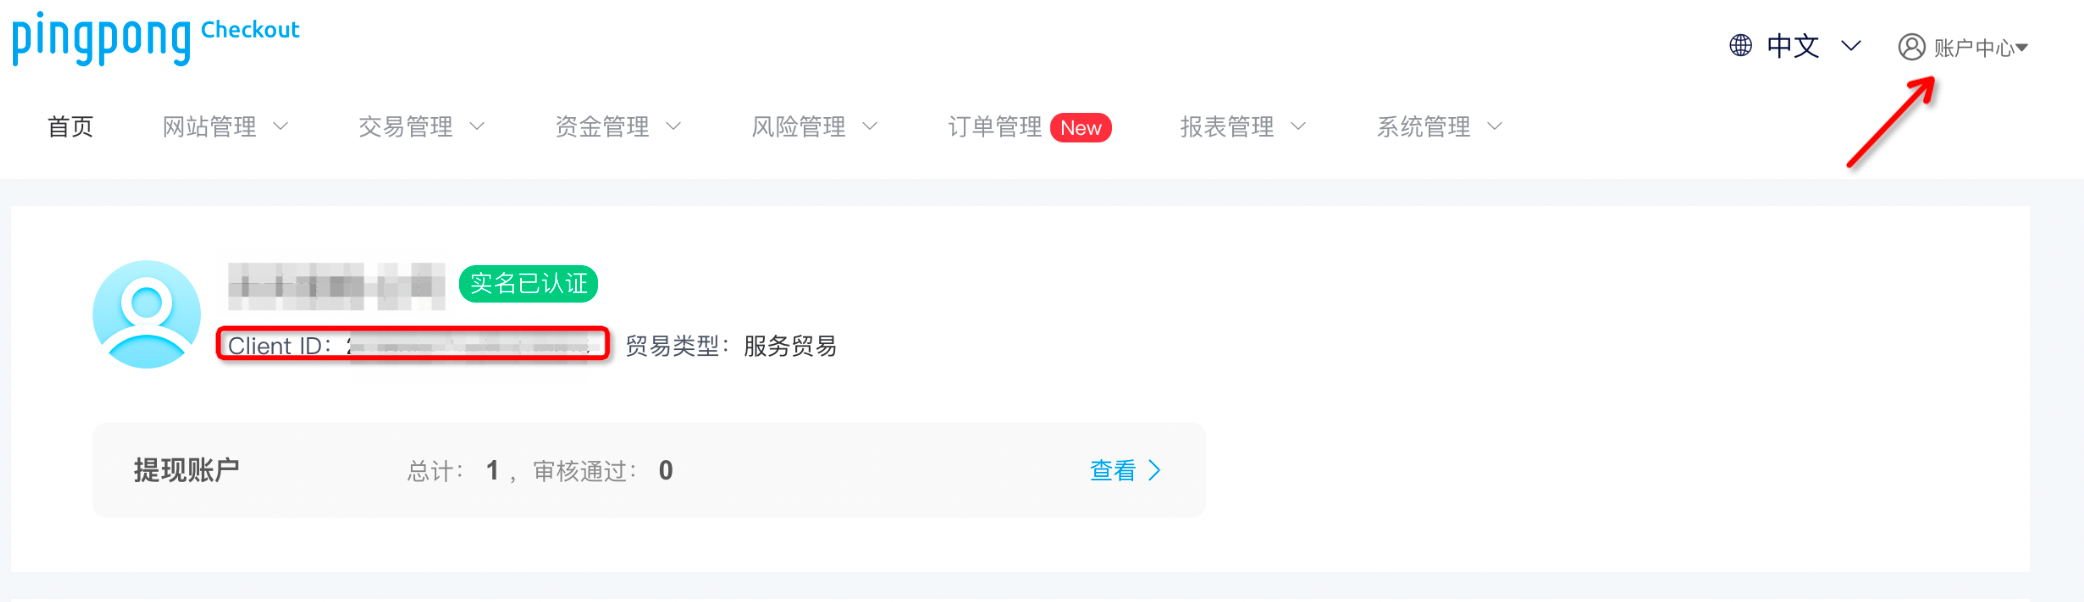 pingpong Checkout
中文 账户中心
首页 网站管理 交易管理 资金管理 风险管理 订单管理 New 报表管理 系统管理
实名已认证
Client ID： 贸易类型： 服务贸易
提现账户 总计： 1 ， 审核通过： 0 查看